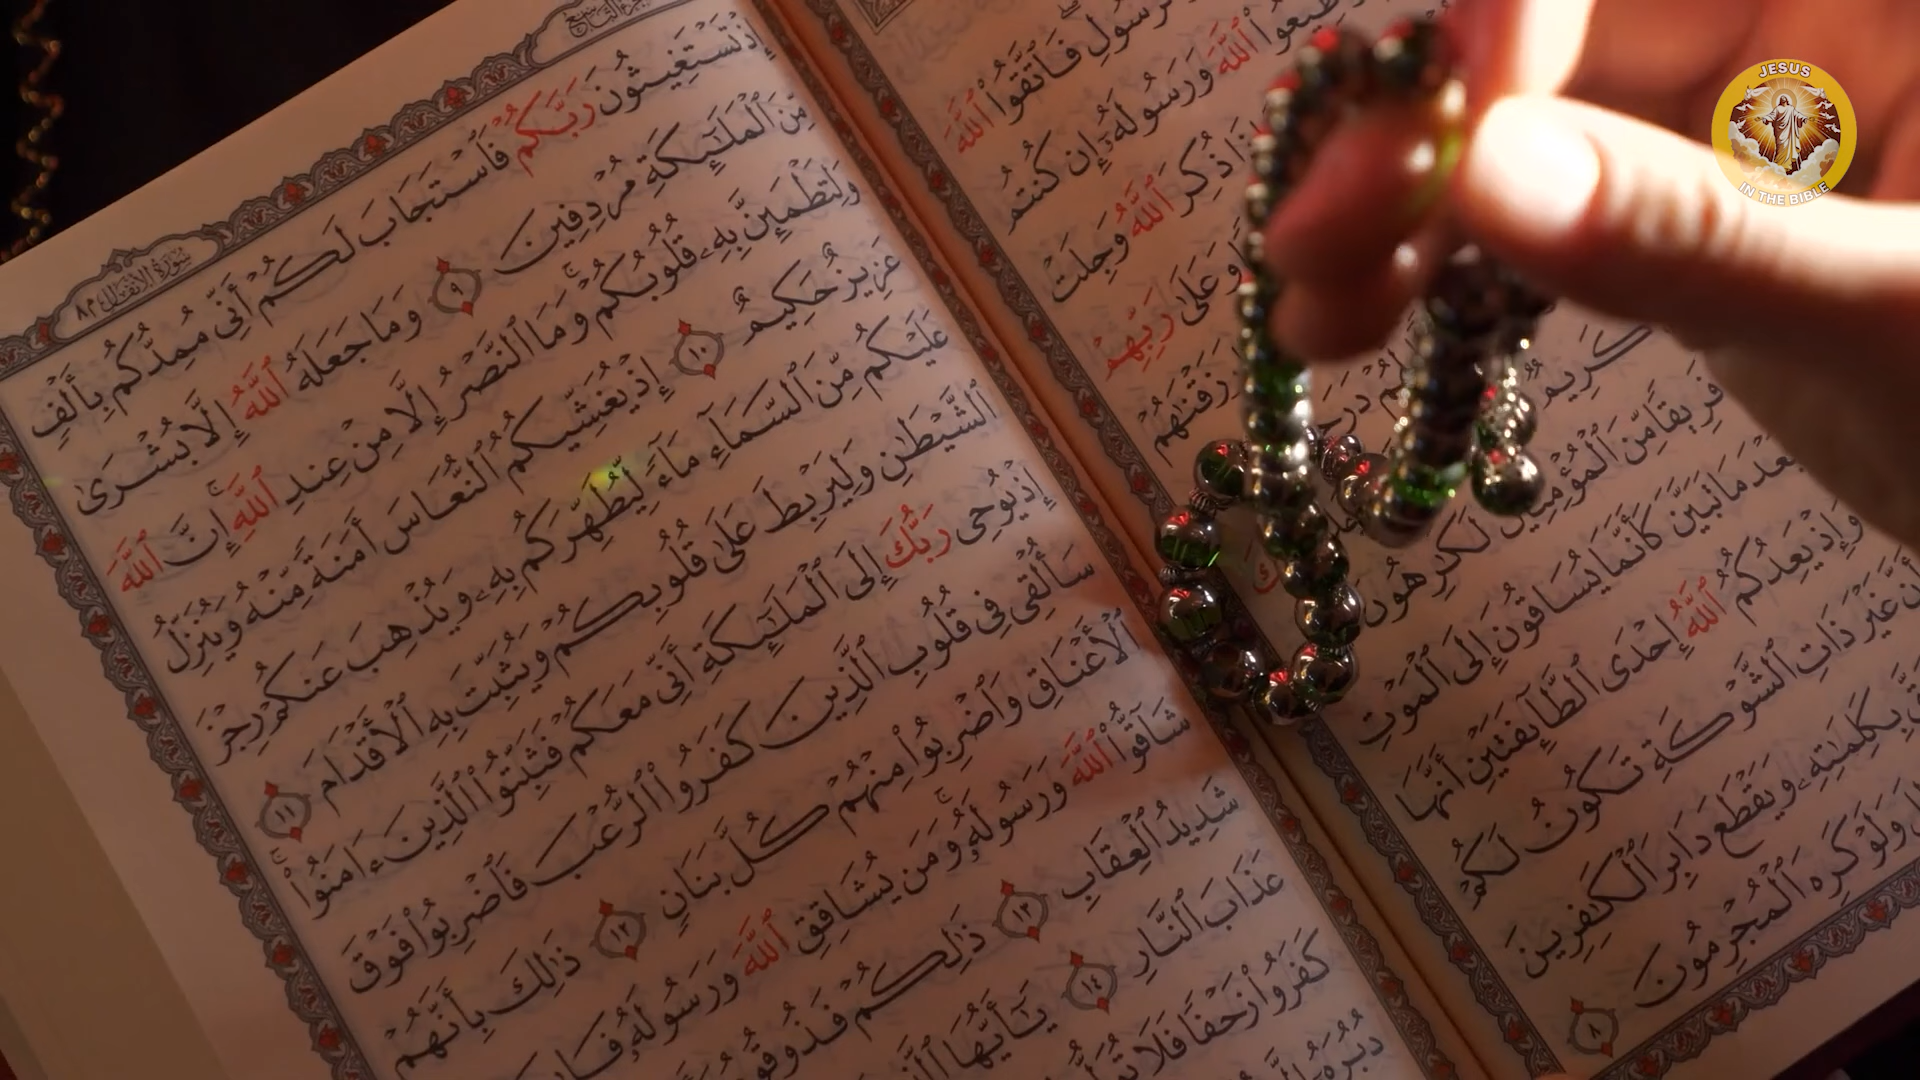 فَٱتَّقُوا۟ ٱللَّهَ
ٱللَّهَ وَرَسُولَهُۥٓ إِن كُنتُم
ذُكِرَ ٱللَّهُ وَجِلَتْ
وَعَلَىٰ رَبِّهِمْ
رَزَقْنَٰهُمْ
كَرِيمٌ
فَرِيقًا مِّنَ ٱلْمُؤْمِنِينَ لَكَٰرِهُونَ
مَا تَبَيَّنَ كَأَنَّمَا يُسَاقُونَ إِلَى ٱلْمَوْتِ
وَإِذْ يَعِدُكُمُ ٱللَّهُ إِحْدَى ٱلطَّآئِفَتَيْنِ أَنَّهَا
غَيْرَ ذَاتِ ٱلشَّوْكَةِ تَكُونُ لَكُمْ
بِكَلِمَٰتِهِۦ وَيَقْطَعَ دَابِرَ ٱلْكَٰفِرِينَ
وَلَوْ كَرِهَ ٱلْمُجْرِمُونَ ٨
سُورَةُ الأَنفَالِ
إِذْ تَسْتَغِيثُونَ رَبَّكُمْ فَٱسْتَجَابَ لَكُمْ أَنِّى مُمِدُّكُم بِأَلْفٍ
مِّنَ ٱلْمَلَٰٓئِكَةِ مُرْدِفِينَ ٩ وَمَا جَعَلَهُ ٱللَّهُ إِلَّا بُشْرَىٰ
وَلِتَطْمَئِنَّ بِهِۦ قُلُوبُكُمْ ۚ وَمَا ٱلنَّصْرُ إِلَّا مِنْ عِندِ ٱللَّهِ ۚ إِنَّ ٱللَّهَ
عَزِيزٌ حَكِيمٌ ١٠ إِذْ يُغَشِّيكُمُ ٱلنُّعَاسَ أَمَنَةً مِّنْهُ وَيُنَزِّلُ
عَلَيْكُم مِّنَ ٱلسَّمَآءِ مَآءً لِّيُطَهِّرَكُم بِهِۦ وَيُذْهِبَ عَنكُمْ رِجْزَ
ٱلشَّيْطَٰنِ وَلِيَرْبِطَ عَلَىٰ قُلُوبِكُمْ وَيُثَبِّتَ بِهِ ٱلْأَقْدَامَ ١١
إِذْ يُوحِى رَبُّكَ إِلَى ٱلْمَلَٰٓئِكَةِ أَنِّى مَعَكُمْ فَثَبِّتُوا۟ ٱلَّذِينَ ءَامَنُوا۟ ۚ
سَأُلْقِى فِى قُلُوبِ ٱلَّذِينَ كَفَرُوا۟ ٱلرُّعْبَ فَٱضْرِبُوا۟ فَوْقَ
ٱلْأَعْنَاقِ وَٱضْرِبُوا۟ مِنْهُمْ كُلَّ بَنَانٍ ١٢ ذَٰلِكَ بِأَنَّهُمْ
شَآقُّوا۟ ٱللَّهَ وَرَسُولَهُۥ ۚ وَمَن يُشَاقِقِ ٱللَّهَ وَرَسُولَهُۥ
شَدِيدُ ٱلْعِقَابِ ١٣ ذَٰلِكُمْ
عَذَابَ ٱلنَّارِ ١٤ يَٰٓأَيُّهَا
كَفَرُوا۟ زَحْفًا فَلَا
JESUS
IN THE BIBLE